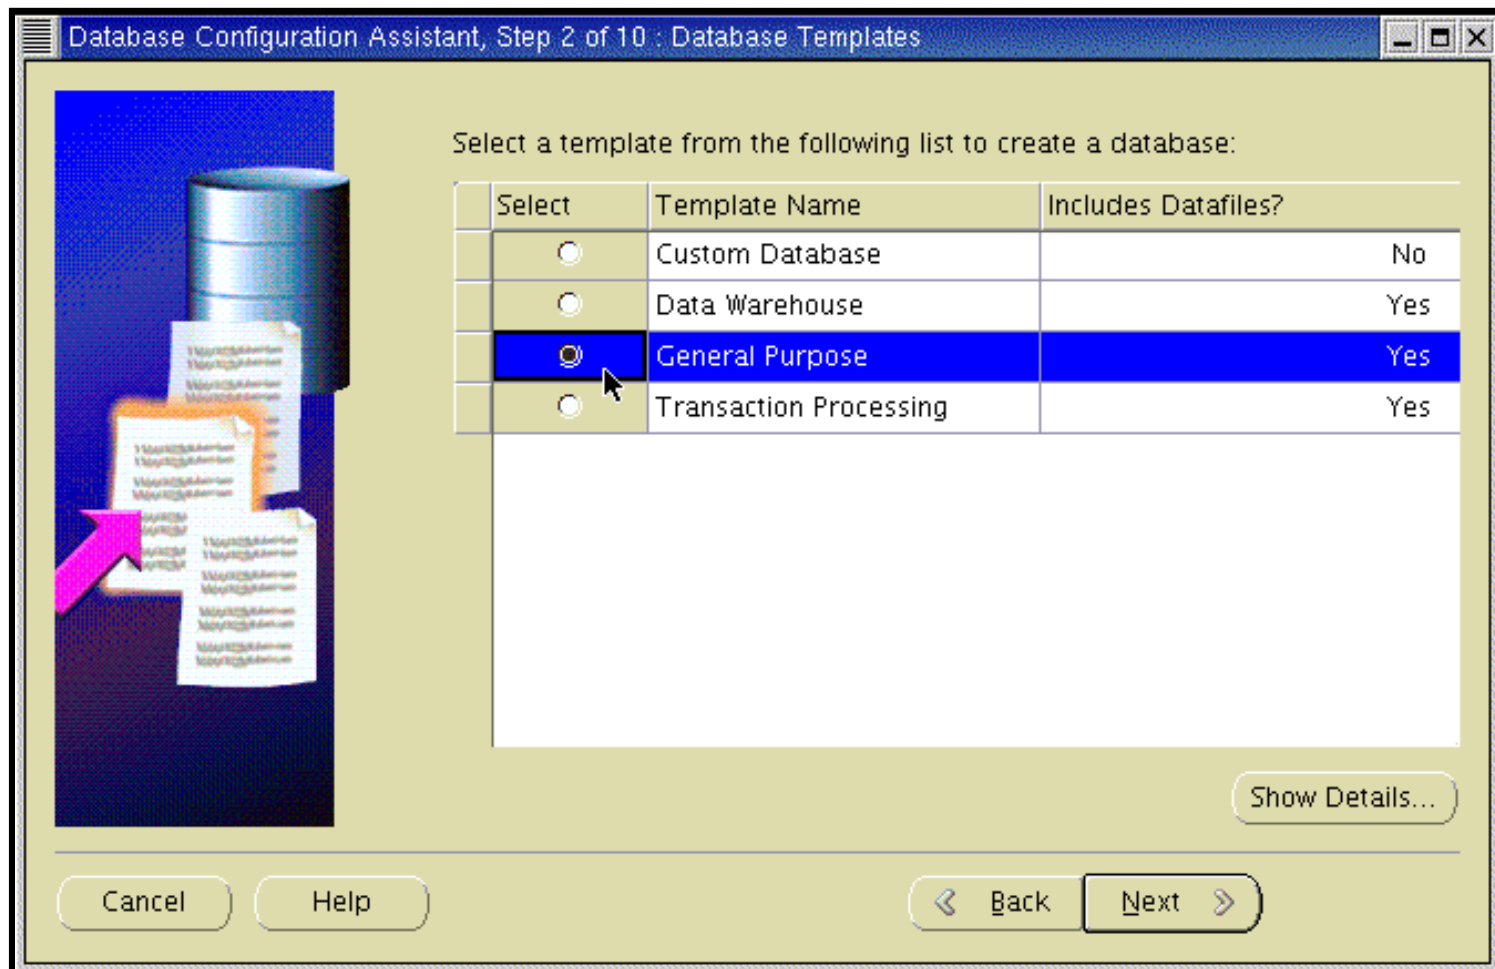 Database Configuration Assistant, Step 2 of 10 : Database Templates
Select a template from the following list to create a database:
Select Template Name Includes Datafiles?
Custom Database No
Data Warehouse Yes
General Purpose Yes
Transaction Processing Yes
Show Details...
Cancel Help Back Next